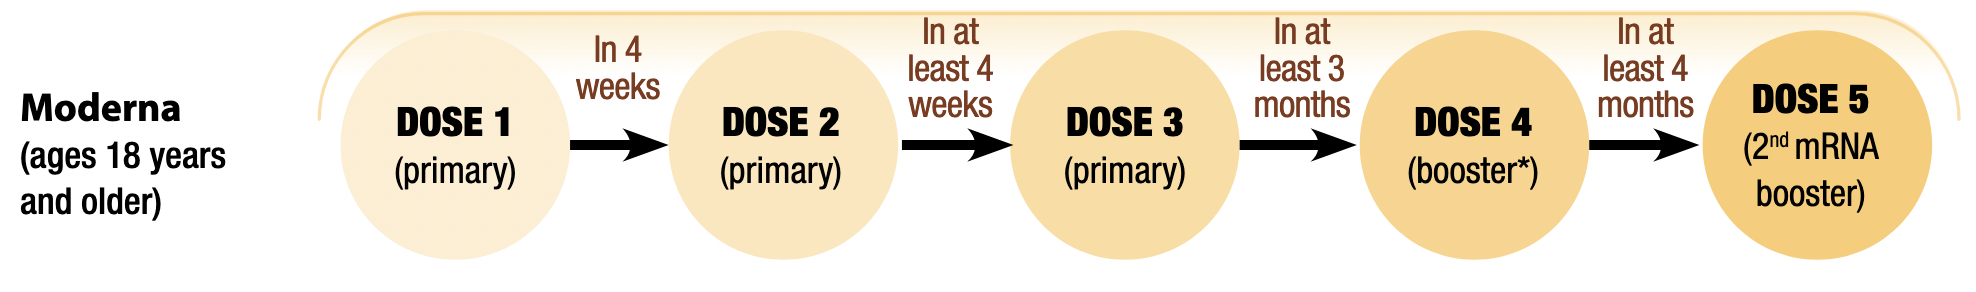 Moderna
(ages 18 years
and older)
DOSE 1
(primary)
In 4
weeks
DOSE 2
(primary)
In at
least 4
weeks
DOSE 3
(primary)
In at
least 3
months
DOSE 4
(booster*)
In at
least 4
months
DOSE 5
(2nd mRNA
booster)